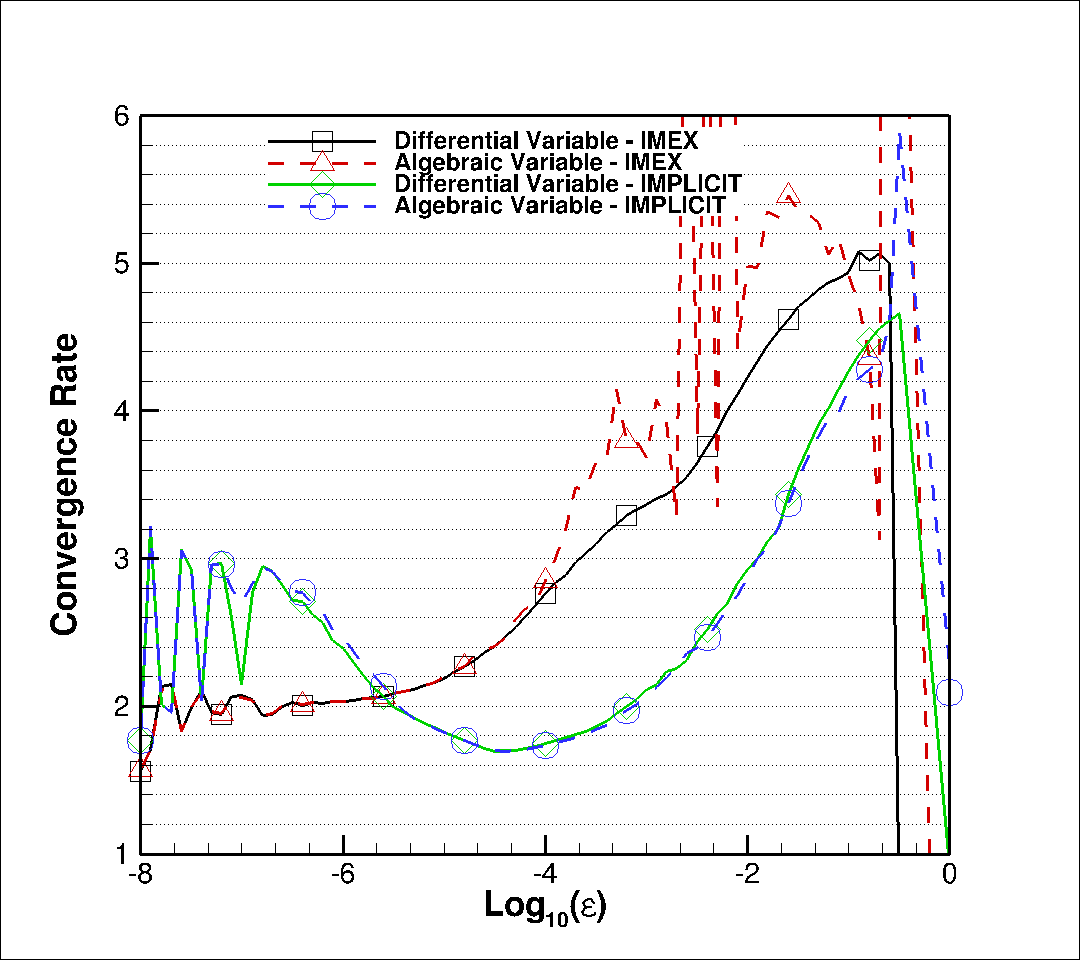 6
Differential Variable - IMEX
Algebraic Variable - IMEX
Differential Variable - IMPLICIT
Algebraic Variable - IMPLICIT
5
4
3
2
1
Convergence Rate
-8 -6 -4 -2 0
Log10(ε)